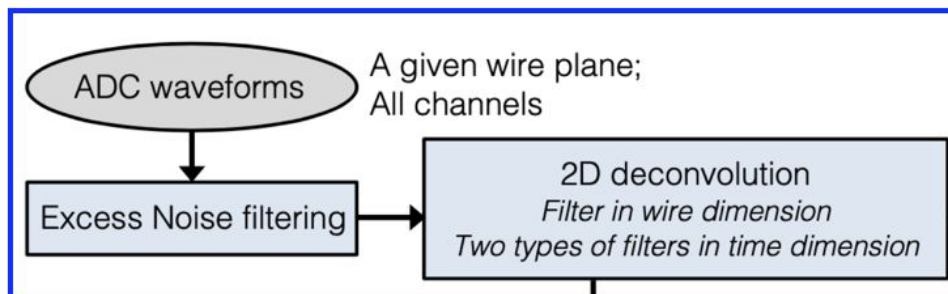 ADC waveforms
A given wire plane;
All channels
Excess Noise filtering
2D deconvolution
Filter in wire dimension
Two types of filters in time dimension